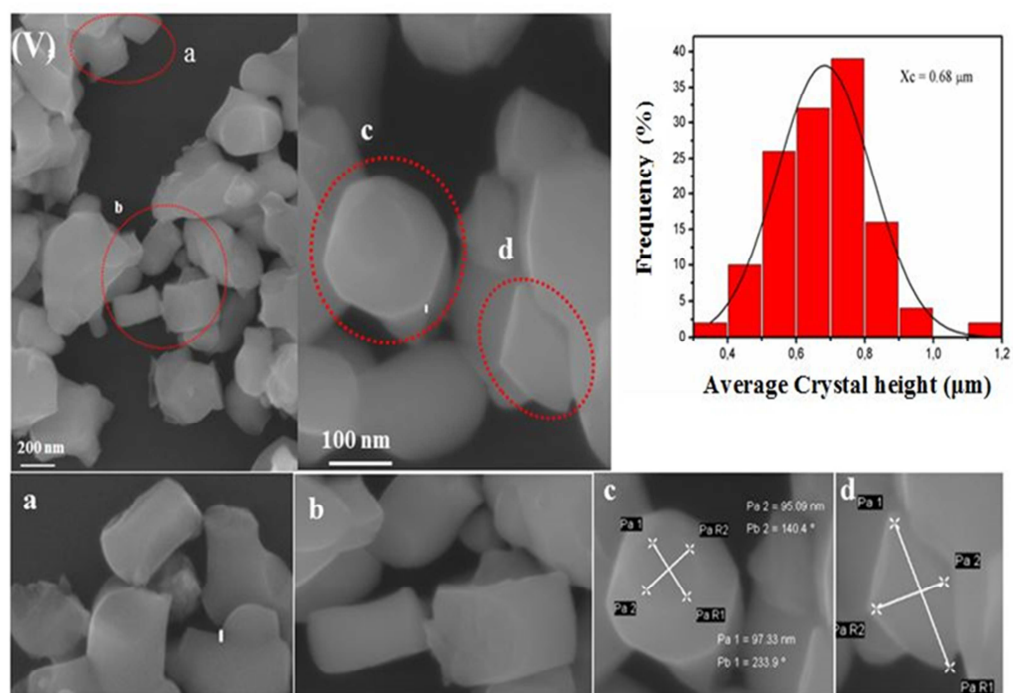 (V)
a
b
200 nm
c
d
100 nm
Xc = 0.68 µm
Frequency (%)
40
35
30
25
20
15
10
5
0
0,4
0,6
0,8
1,0
1,2
Average Crystal height (µm)
a
b
c
Pa 2 = 95.09 nm
Pb 2 = 140.4 °
Pa 1
Pa R2
Pa 2
Pa R1
Pa 1 = 97.33 nm
Pb 1 = 233.9 °
d
Pa 1
Pa 2
Pa R2
Pa R1